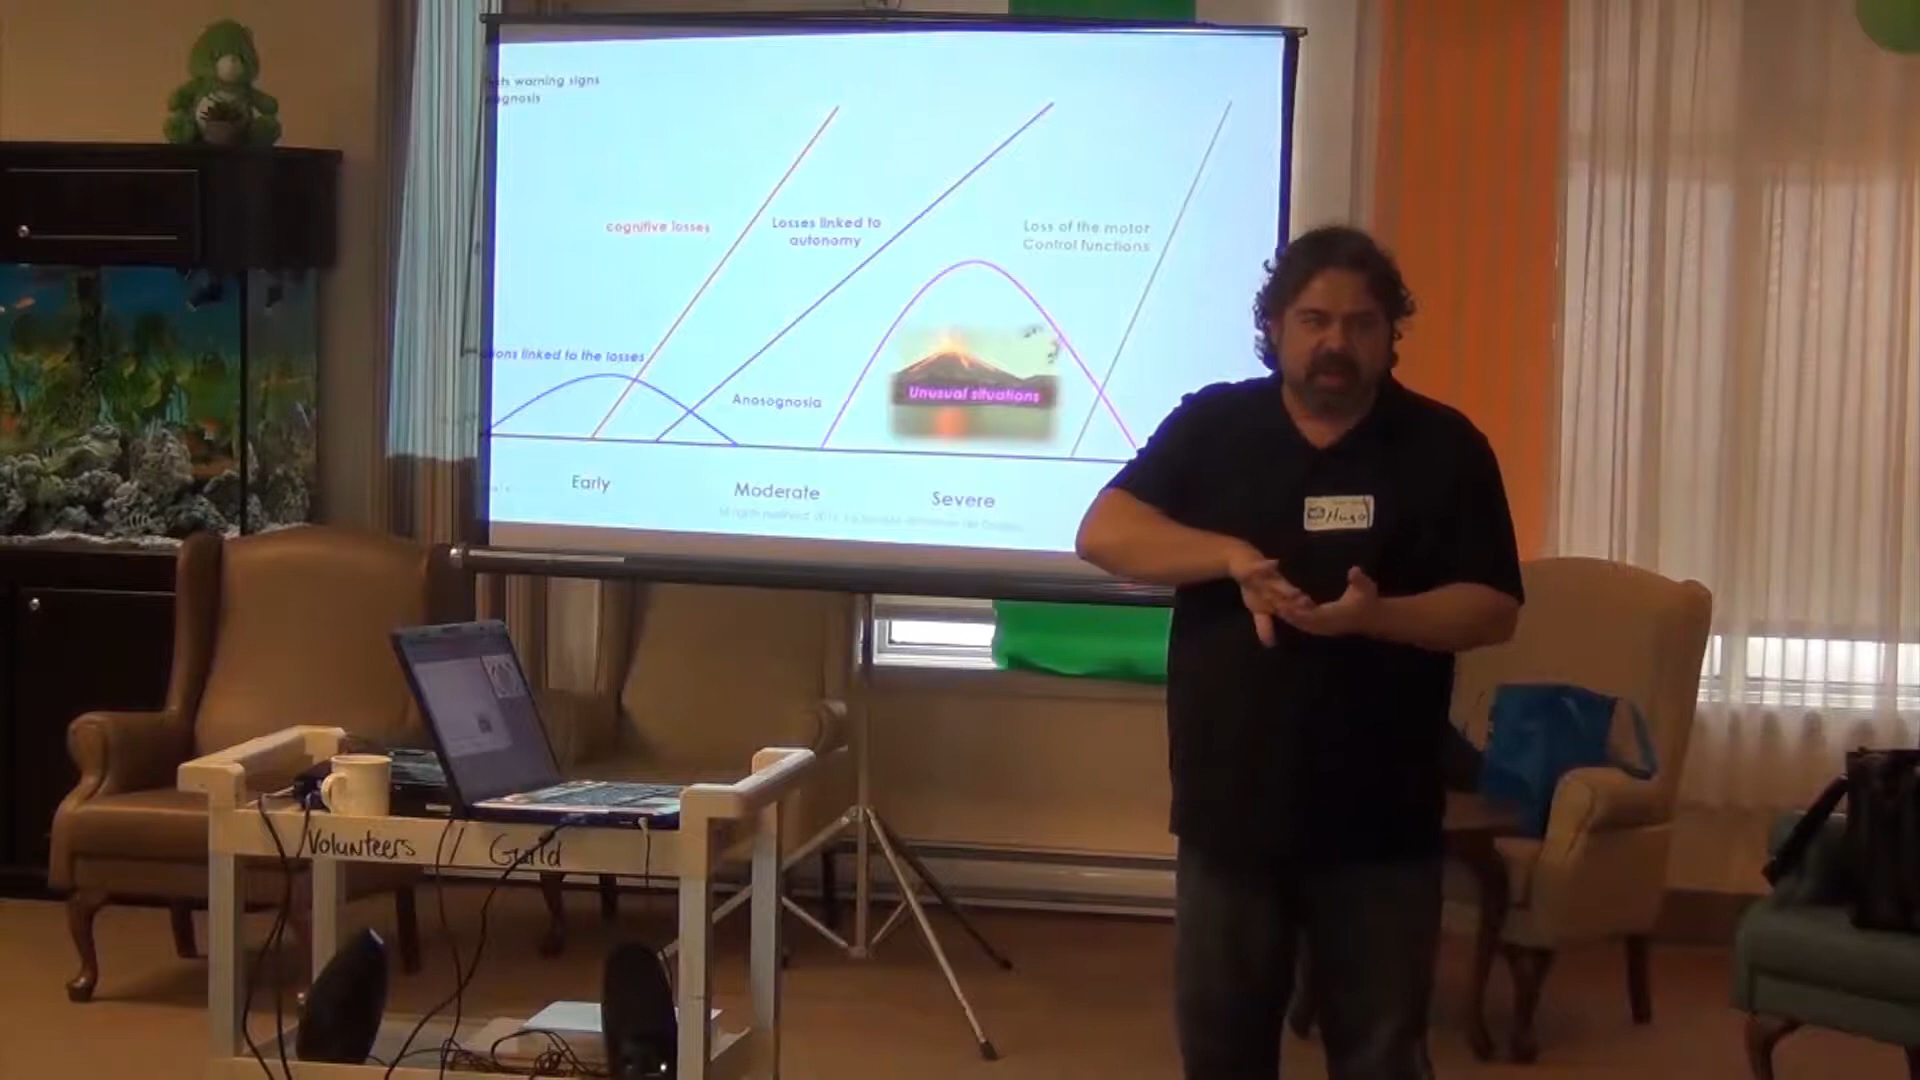 warning signs
cognitive losses
Losses linked to
autonomy
Loss of the motor
Control functions
linked to the losses
Anosognosia
Unusual situations
Early
Moderate
Severe
Hugo
Volunteers // Guild